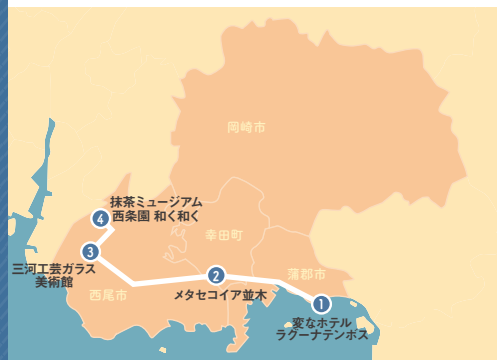 岡崎市
抹茶ミュージアム
西条園 和く和く
4
幸田町
3
三河工芸ガラス
美術館
2
蒲郡市
西尾市
メタセコイア並木
1
変なホテル
ラグーナテンボス